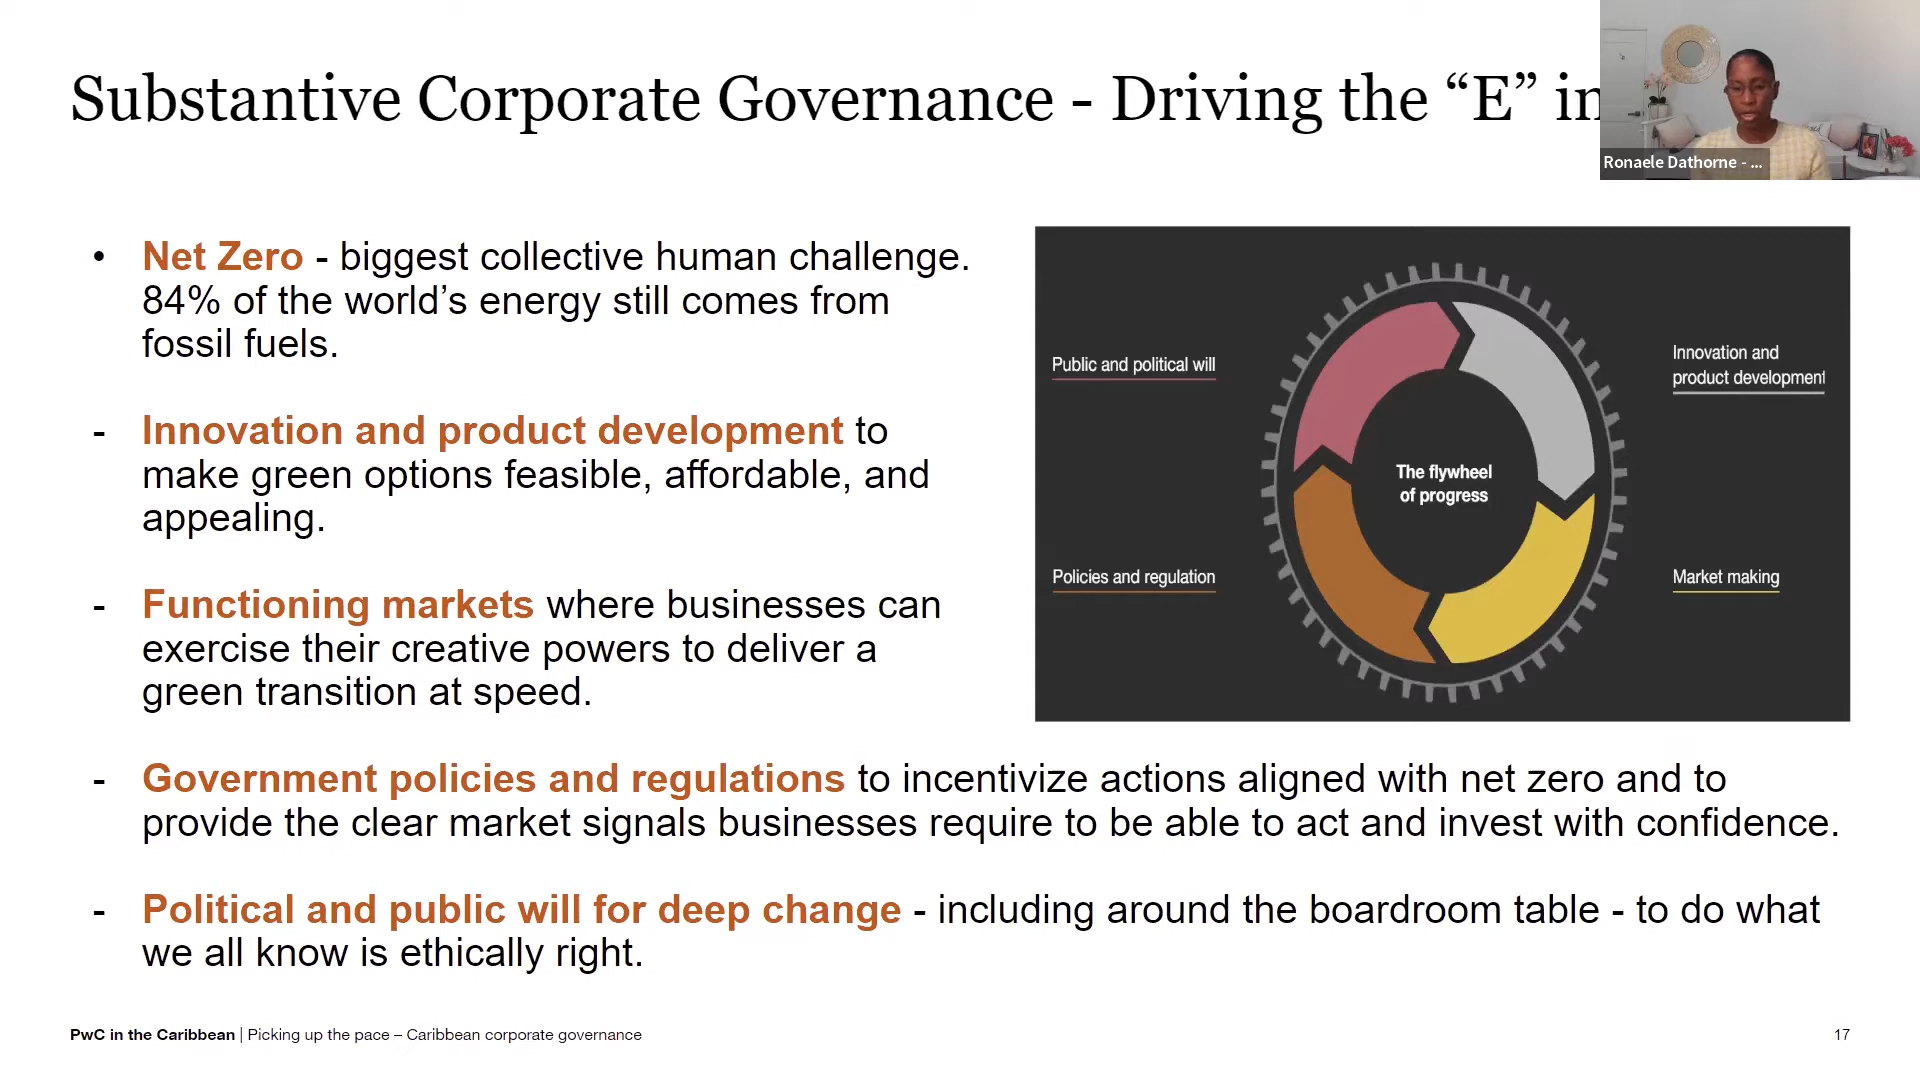 Substantive Corporate Governance - Driving the “E” in
Ronaele Dathorne - ...
• Net Zero - biggest collective human challenge.
84% of the world’s energy still comes from
fossil fuels.
- Innovation and product development to
make green options feasible, affordable, and
appealing.
- Functioning markets where businesses can
exercise their creative powers to deliver a
green transition at speed.
Public and political will
Innovation and
product development
The flywheel
of progress
Policies and regulation
Market making
- Government policies and regulations to incentivize actions aligned with net zero and to
provide the clear market signals businesses require to be able to act and invest with confidence.
- Political and public will for deep change - including around the boardroom table - to do what
we all know is ethically right.
PwC in the Caribbean | Picking up the pace – Caribbean corporate governance
17